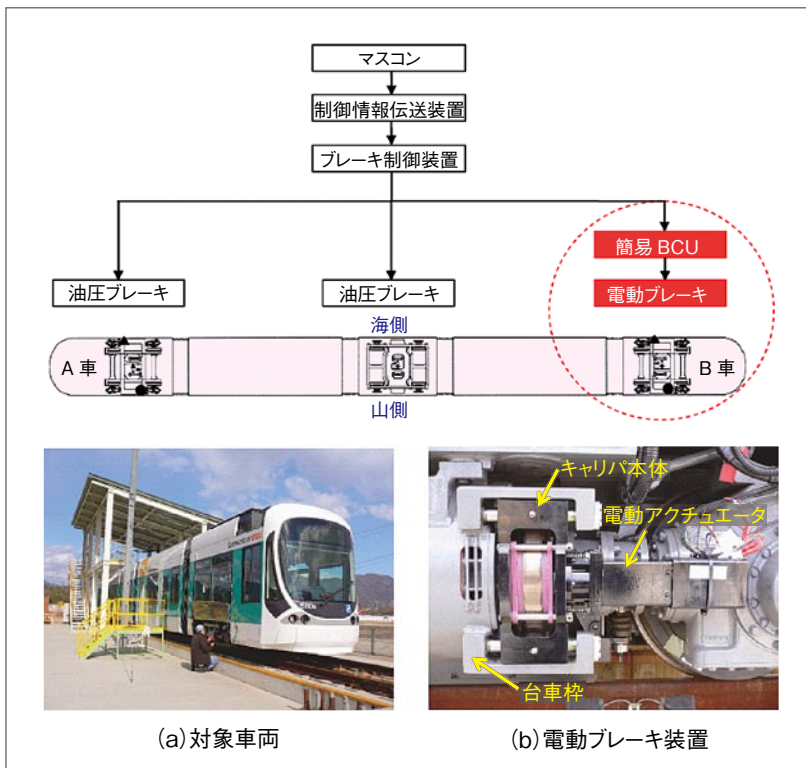 マスコン
制御情報伝送装置
ブレーキ制御装置
簡易 BCU
油圧ブレーキ
油圧ブレーキ
電動ブレーキ
海側
A 車
B 車
山側
キャリパ本体
電動アクチュエータ
台車枠
(a)対象車両
(b)電動ブレーキ装置